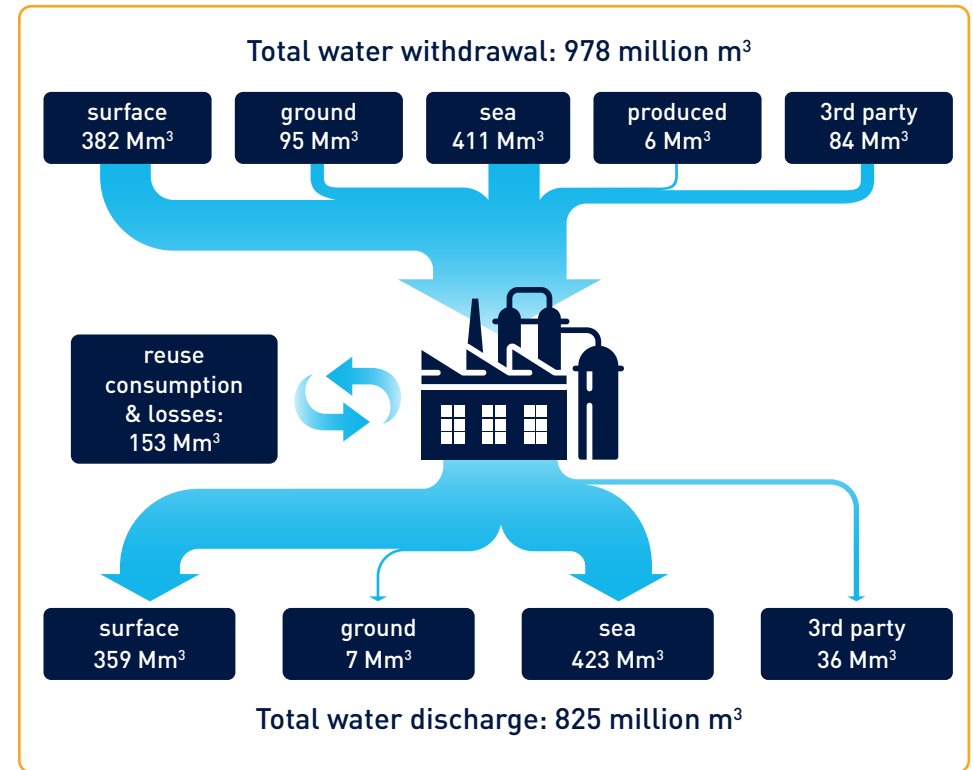 Total water withdrawal: 978 million m³
surface
382 Mm³
ground
95 Mm³
sea
411 Mm³
produced
6 Mm³
3rd party
84 Mm³
reuse
consumption
& losses:
153 Mm³
surface
359 Mm³
ground
7 Mm³
sea
423 Mm³
3rd party
36 Mm³
Total water discharge: 825 million m³